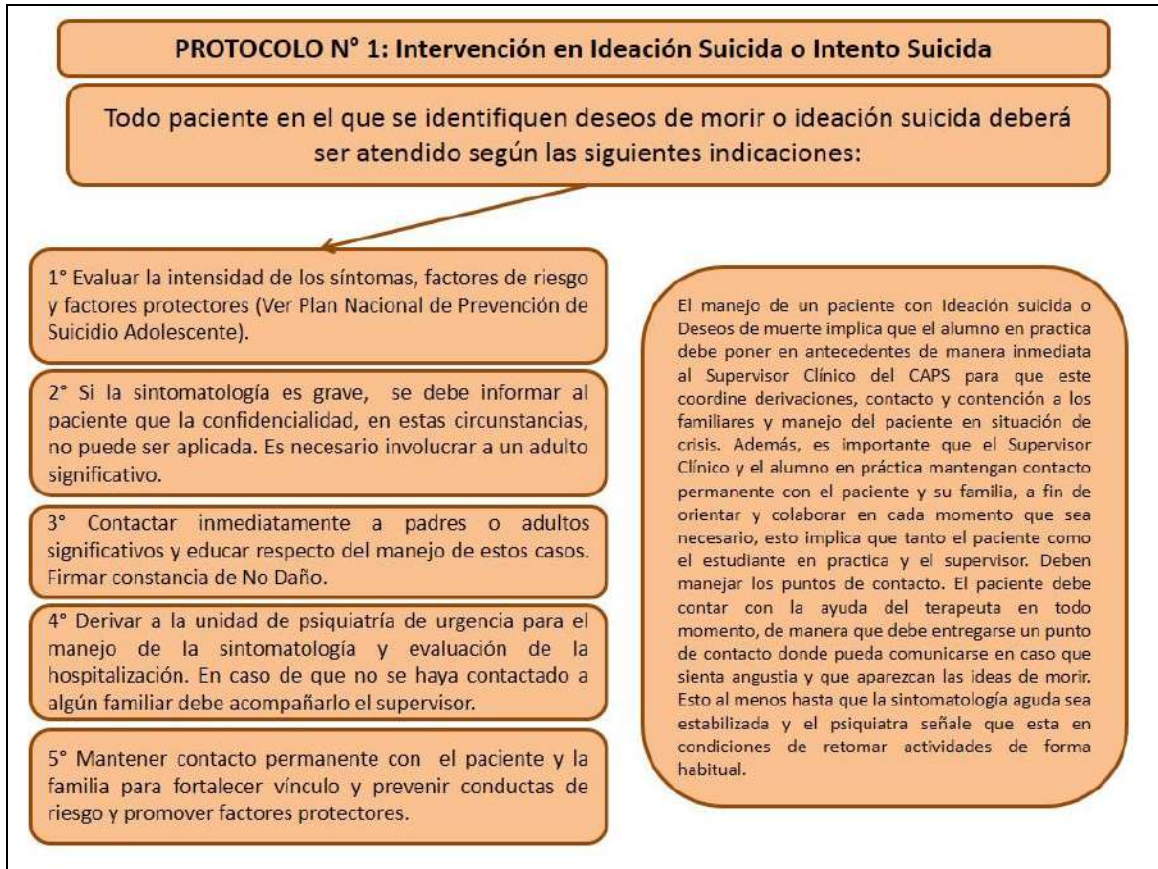 PROTOCOLO N° 1: Intervención en Ideación Suicida o Intento Suicida
Todo paciente en el que se identifiquen deseos de morir o ideación suicida deberá
ser atendido según las siguientes indicaciones:
1° Evaluar la intensidad de los síntomas, factores de riesgo
y factores protectores (Ver Plan Nacional de Prevención de
Suicidio Adolescente).
2° Si la sintomatología es grave, se debe informar al
paciente que la confidencialidad, en estas circunstancias,
no puede ser aplicada. Es necesario involucrar a un adulto
significativo.
3° Contactar inmediatamente a padres o adultos
significativos y educar respecto del manejo de estos casos.
Firmar constancia de No Daño.
4° Derivar a la unidad de psiquiatría de urgencia para el
manejo de la sintomatología y evaluación de la
hospitalización. En caso de que no se haya contactado a
algún familiar debe acompañarlo el supervisor.
5° Mantener contacto permanente con el paciente y la
familia para fortalecer vínculo y prevenir conductas de
riesgo y promover factores protectores.
El manejo de un paciente con Ideación suicida o
Deseos de muerte implica que el alumno en practica
debe poner en antecedentes de manera inmediata
al Supervisor Clínico del CAPS para que este
coordine derivaciones, contacto y contención a los
familiares y manejo del paciente en situación de
crisis. Además, es importante que el Supervisor
Clínico y el alumno en práctica mantengan contacto
permanente con el paciente y su familia, a fin de
orientar y colaborar en cada momento que sea
necesario, esto implica que tanto el paciente como
el estudiante en practica y el supervisor. Deben
manejar los puntos de contacto. El paciente debe
contar con la ayuda del terapeuta en todo
momento, de manera que debe entregarse un punto
de contacto donde pueda comunicarse en caso que
sienta angustia y que aparezcan las ideas de morir.
Esto al menos hasta que la sintomatología aguda sea
estabilizada y el psiquiatra señale que esta en
condiciones de retomar actividades de forma
habitual.